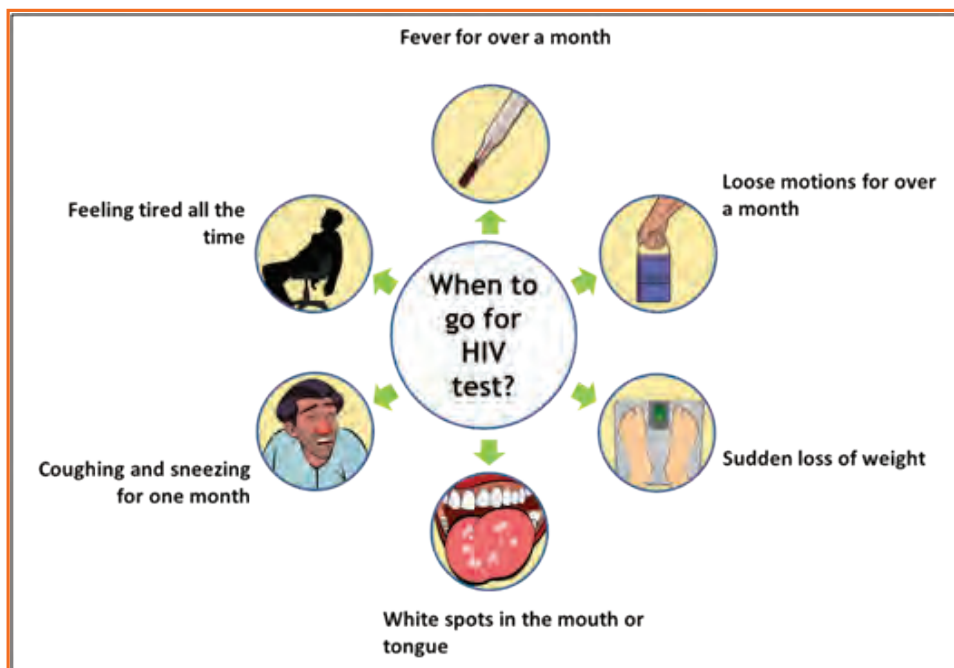 Fever for over a month
Loose motions for over
a month
Feeling tired all the
time
When to
go for
HIV
test?
Coughing and sneezing
for one month
Sudden loss of weight
White spots in the mouth or
tongue